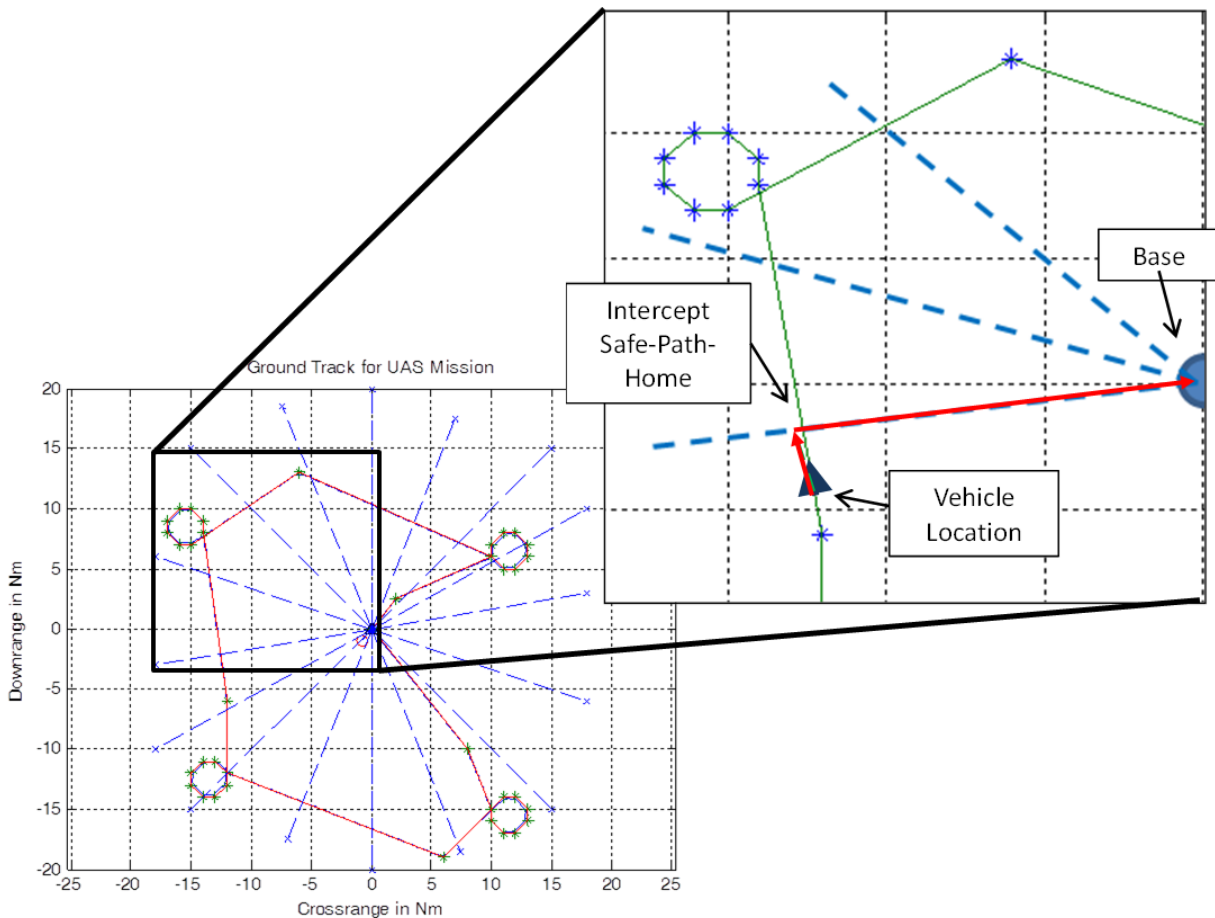 Base
Intercept
Safe-Path-
Home
Vehicle
Location
Ground Track for UAS Mission
Downrange in Nm
20
15
10
5
0
-5
-10
-15
-20
-25
-20
-15
-10
-5
0
5
10
15
20
25
Crossrange in Nm